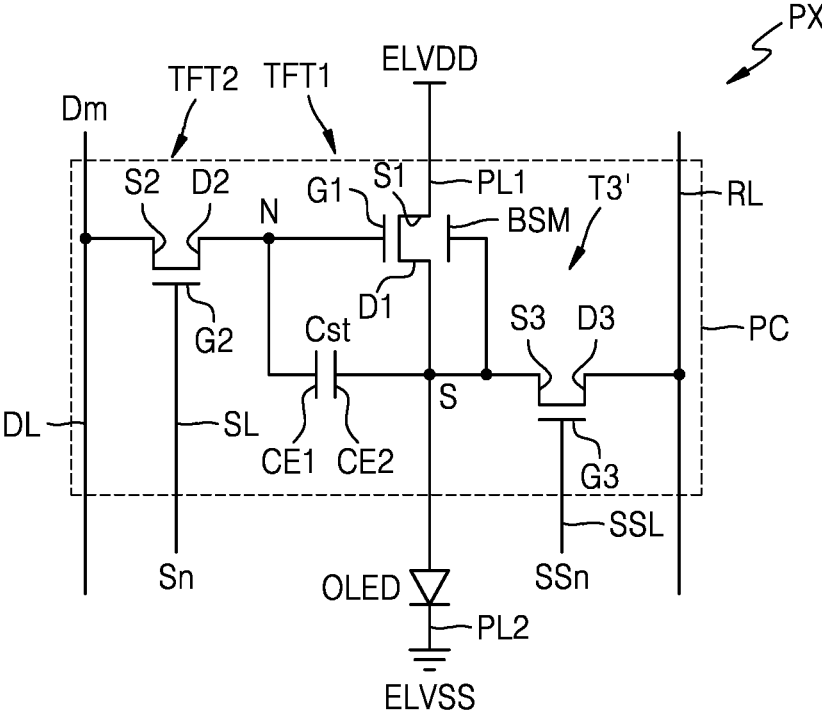 PX
ELVDD
TFT2
TFT1
Dm
S2
D2
N
G1
S1
PL1
T3'
RL
BSM
D1
G2
Cst
S3
D3
PC
S
DL
SL
CE1
CE2
G3
SSL
Sn
OLED
SSn
PL2
ELVSS